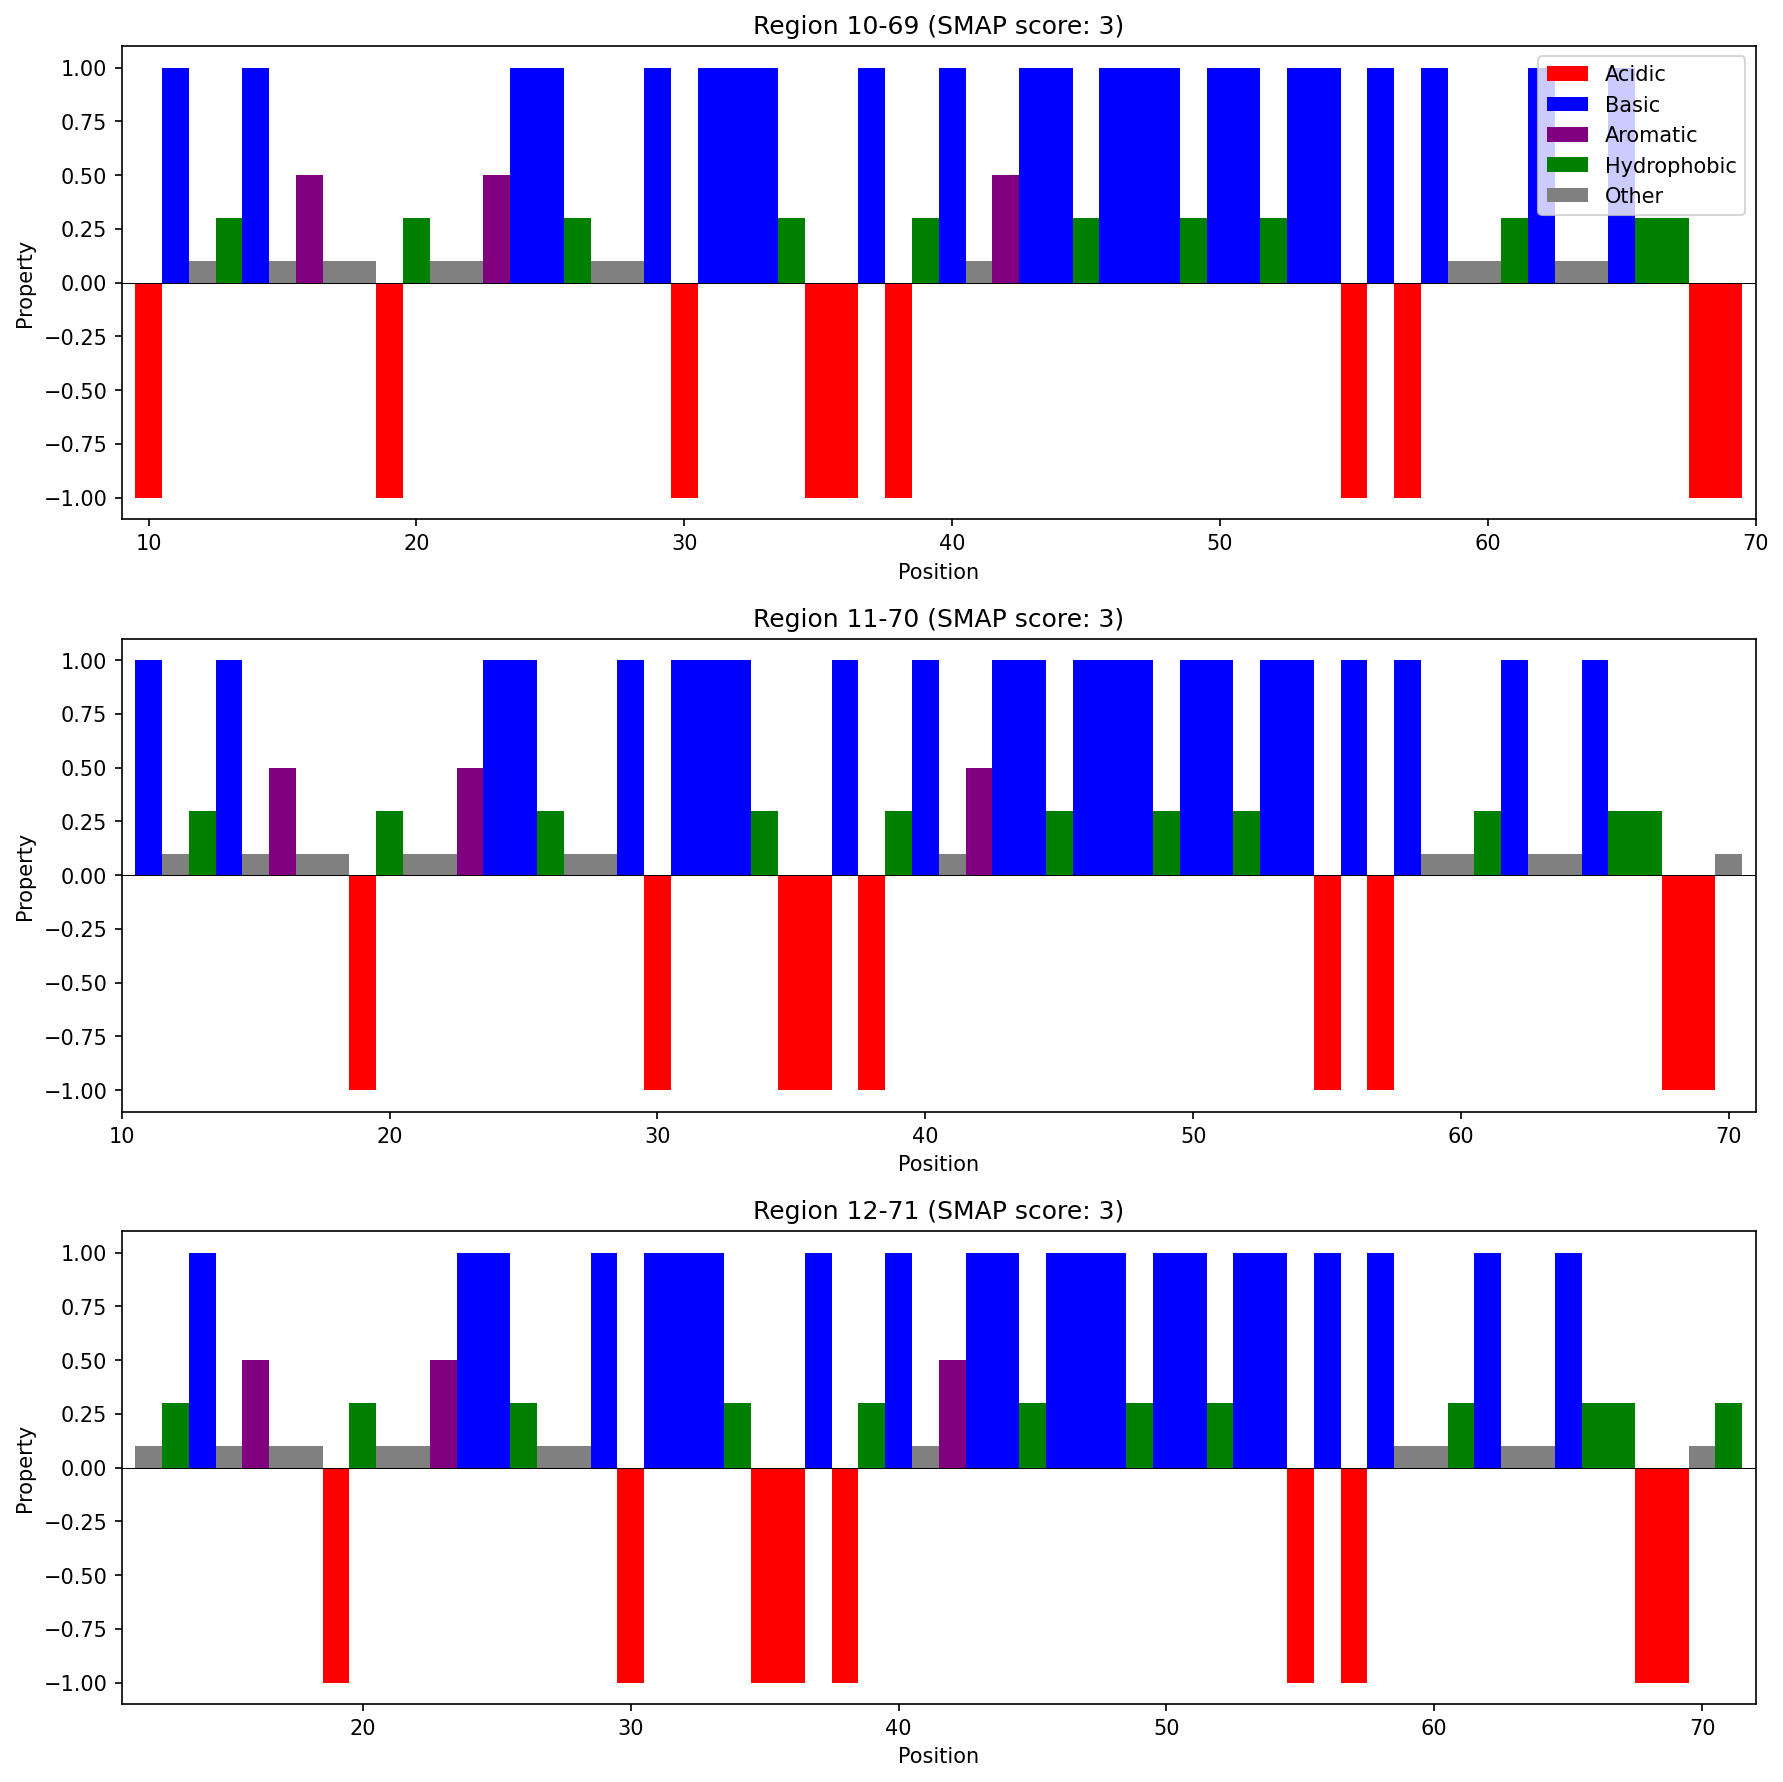 Region 10-69 (SMAP score: 3)
1.00
0.75
0.50
0.25
0.00
−0.25
−0.50
−0.75
−1.00
Property
Acidic
Basic
Aromatic
Hydrophobic
Other
10 20 30 40 50 60 70
Position
Region 11-70 (SMAP score: 3)
1.00
0.75
0.50
0.25
0.00
−0.25
−0.50
−0.75
−1.00
Property
10 20 30 40 50 60 70
Position
Region 12-71 (SMAP score: 3)
1.00
0.75
0.50
0.25
0.00
−0.25
−0.50
−0.75
−1.00
Property
20 30 40 50 60 70
Position